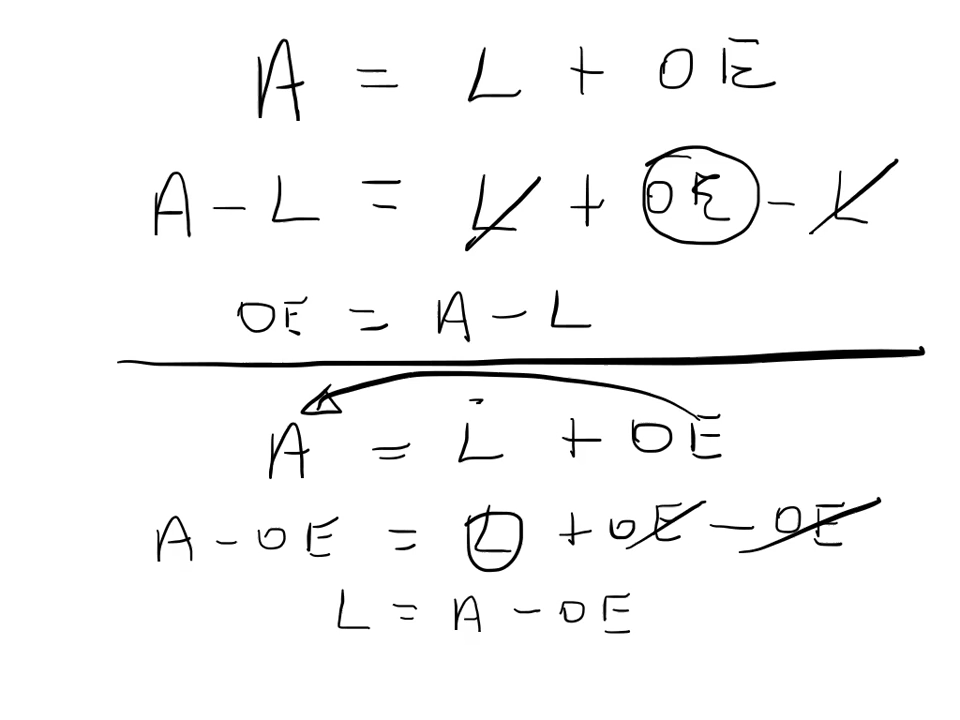 A = L + OE
A - L = L + OE - L
OE = A - L
A = L + OE
A - OE = L + OE - OE
L = A - OE